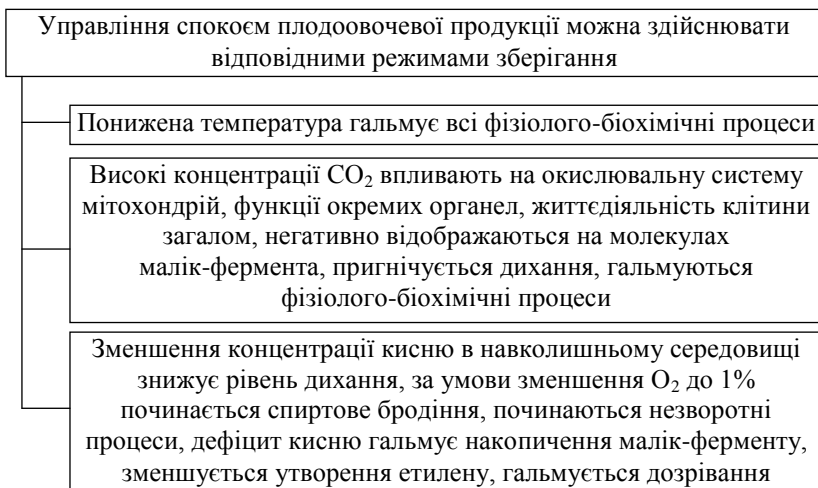 Управління спокоєм плодоовочевої продукції можна здійснювати
відповідними режимами зберігання
Понижена температура гальмує всі фізіолого-біохімічні процеси
Високі концентрації CO₂ впливають на окислювальну систему
мітохондрій, функції окремих органел, життєдіяльність клітини
загалом, негативно відображаються на молекулах
малік-фермента, пригнічується дихання, гальмуються
фізіолого-біохімічні процеси
Зменшення концентрації кисню в навколишньому середовищі
знижує рівень дихання, за умови зменшення O₂ до 1%
починається спиртове бродіння, починаються незворотні
процеси, дефіцит кисню гальмує накопичення малік-ферменту,
зменшується утворення етилену, гальмується дозрівання